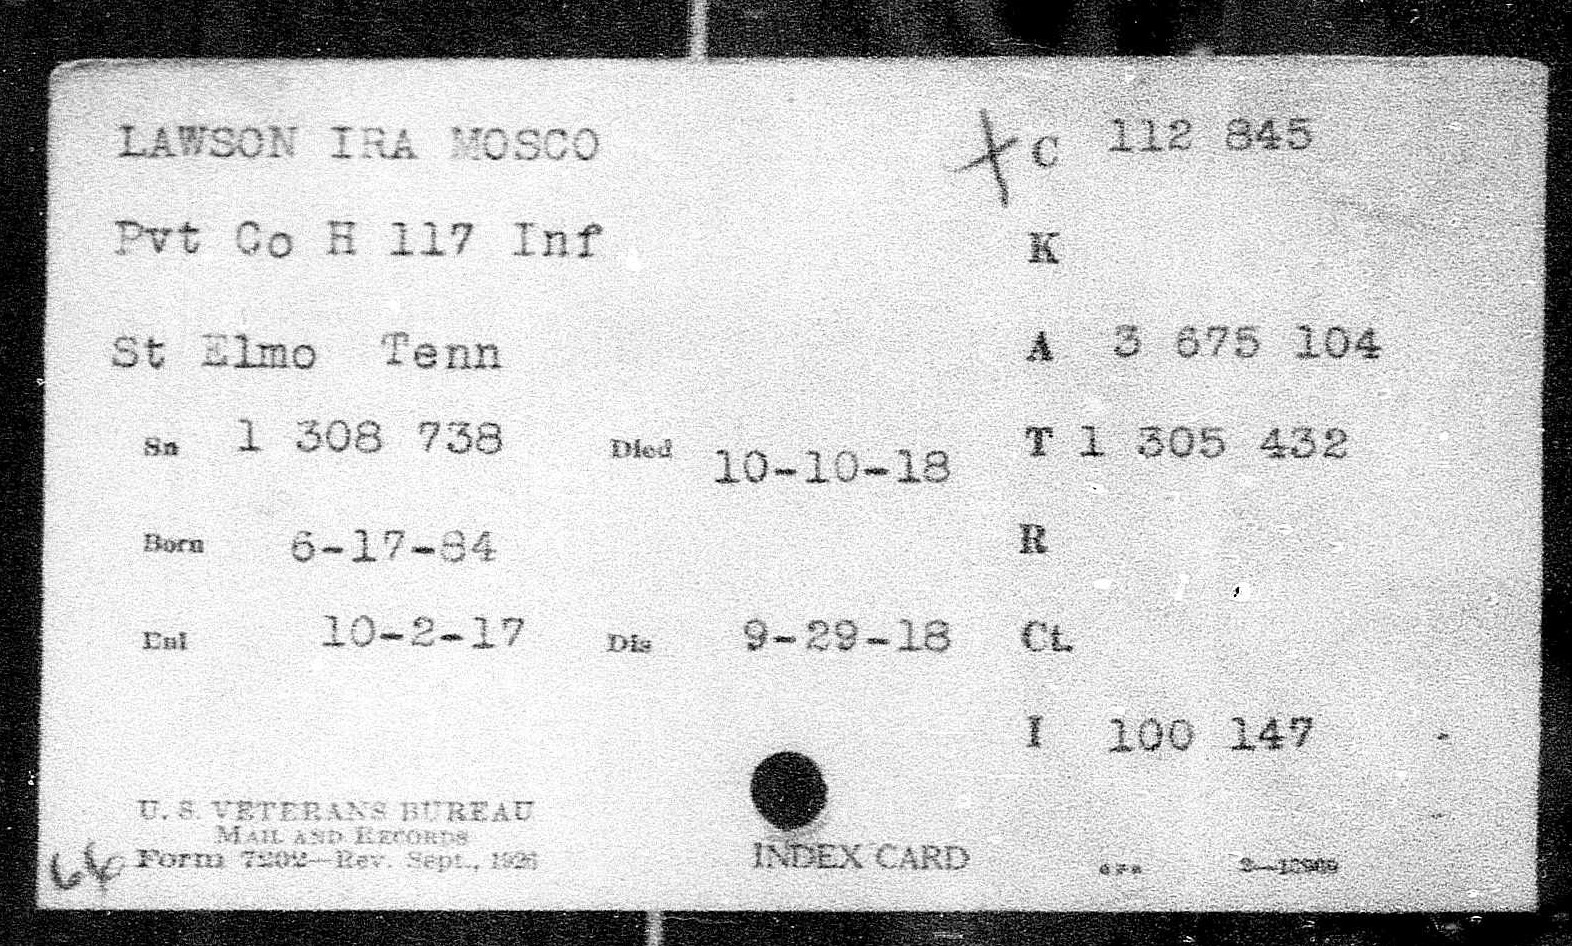 LAWSON IRA MOSCO
C 112 845
Pvt Co H 117 Inf
K
St Elmo Tenn
A 3 675 104
Sn 1 308 738 Died 10-10-18
T 1 305 432
Born 6-17-84
R
Enl 10-2-17 Dis 9-29-18
Ct.
I 100 147
U. S. VETERANS BUREAU
MAIL AND RECORDS
Form 7202—Rev. Sept., 1926
INDEX CARD
66